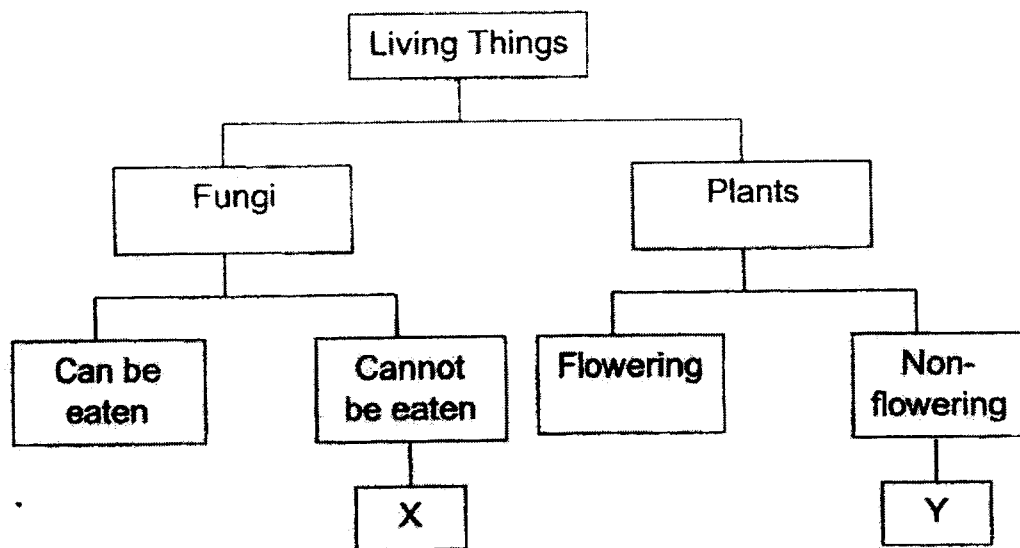 Living Things
Fungi
Plants
Can be
eaten
Cannot
be eaten
Flowering
Non-
flowering
X
Y